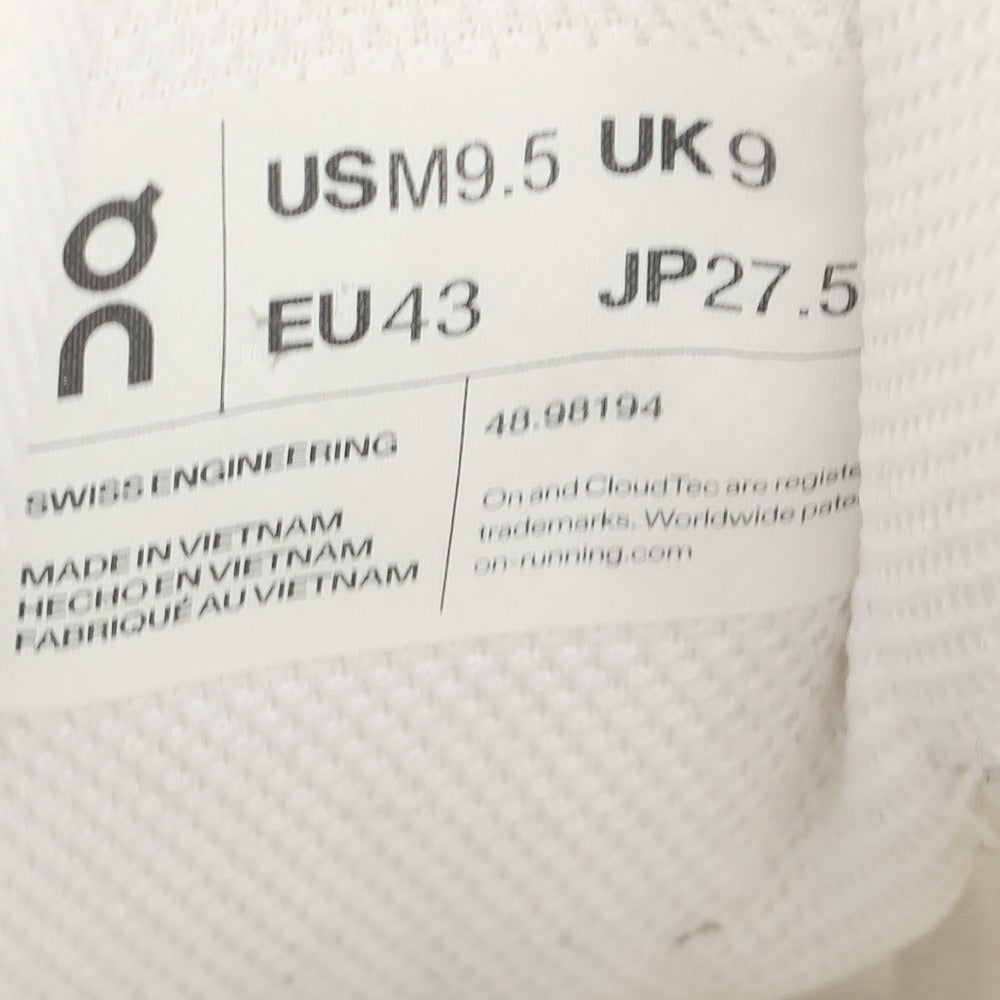 On
USM9.5 UK9
EU43 JP27.5
SWISS ENGINEERING
MADE IN VIETNAM
HECHO EN VIETNAM
FABRIQUÉ AU VIETNAM
48.98194
On and CloudTec are
trademarks. Worldwide
on-running.com